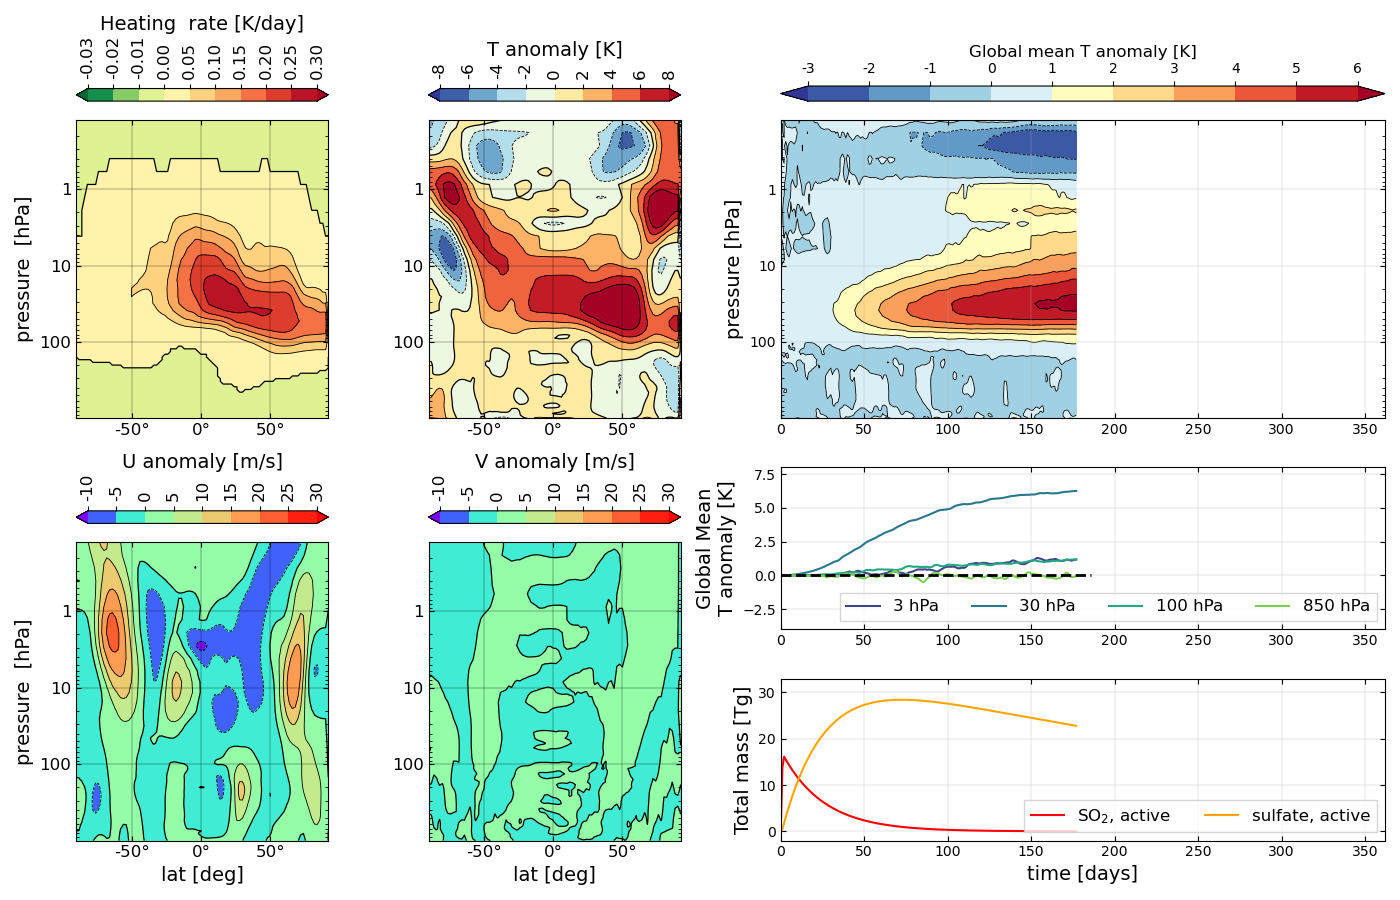 Heating  rate [K/day]
-0.03 -0.02 -0.01 0.00 0.05 0.10 0.15 0.20 0.25 0.30
T anomaly [K]
-8 -6 -4 -2 0 2 4 6 8
Global mean T anomaly [K]
-3 -2 -1 0 1 2 3 4 5 6
pressure  [hPa]
1
10
100
-50° 0° 50°
1
10
100
-50° 0° 50°
pressure  [hPa]
1
10
100
0 50 100 150 200 250 300 350
U anomaly [m/s]
-10 -5 0 5 10 15 20 25 30
V anomaly [m/s]
-10 -5 0 5 10 15 20 25 30
pressure  [hPa]
1
10
100
-50° 0° 50°
lat [deg]
1
10
100
-50° 0° 50°
lat [deg]
Global Mean
T anomaly [K]
7.5
5.0
2.5
0.0
−2.5
3 hPa 30 hPa 100 hPa 850 hPa
Total mass [Tg]
30
20
10
0
SO₂, active sulfate, active
0 50 100 150 200 250 300 350
time [days]